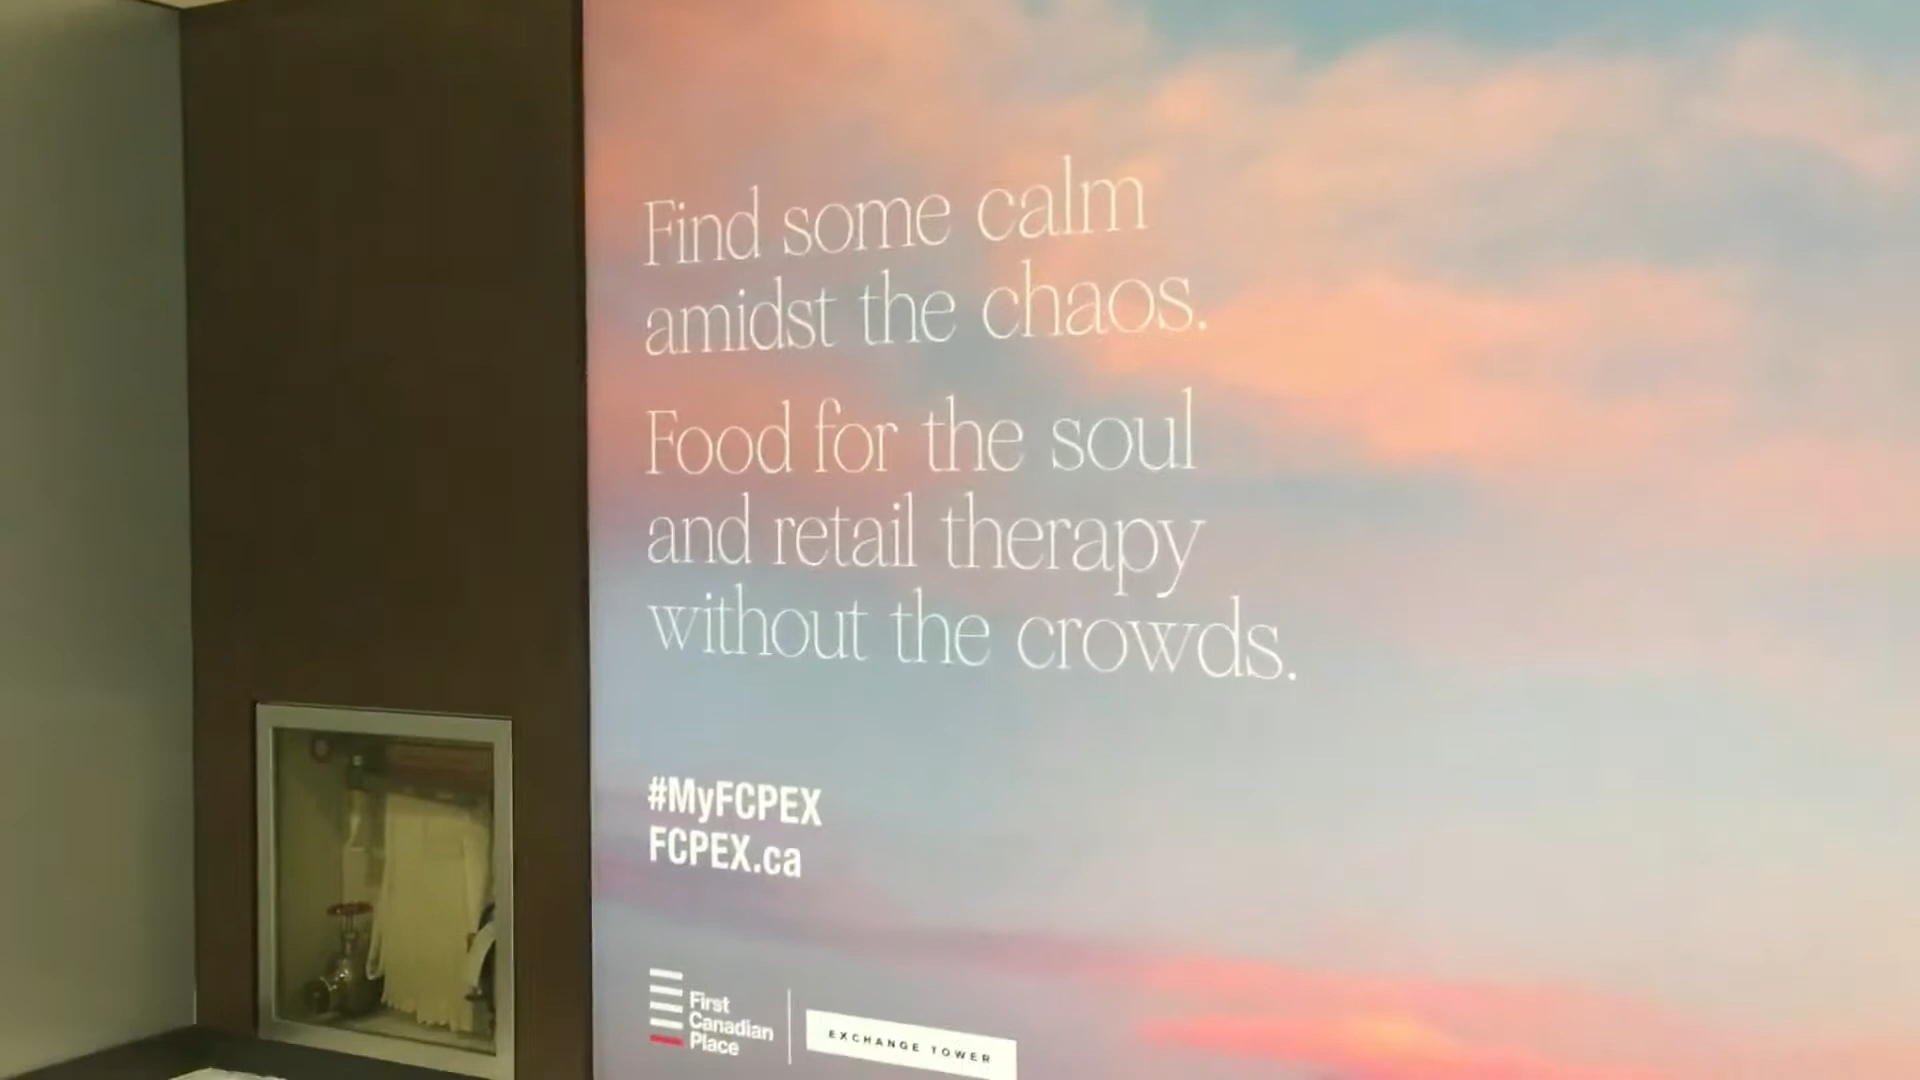 Find some calm
amidst the chaos.
Food for the soul
and retail therapy
without the crowds.
#MyFCPEX
FCPEX.ca
First
Canadian
Place
EXCHANGE TOWER